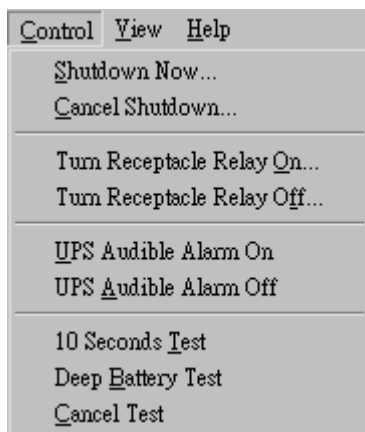 Control View Help
Shutdown Now...
Cancel Shutdown...
Turn Receptacle Relay On...
Turn Receptacle Relay Off...
UPS Audible Alarm On
UPS Audible Alarm Off
10 Seconds Test
Deep Battery Test
Cancel Test